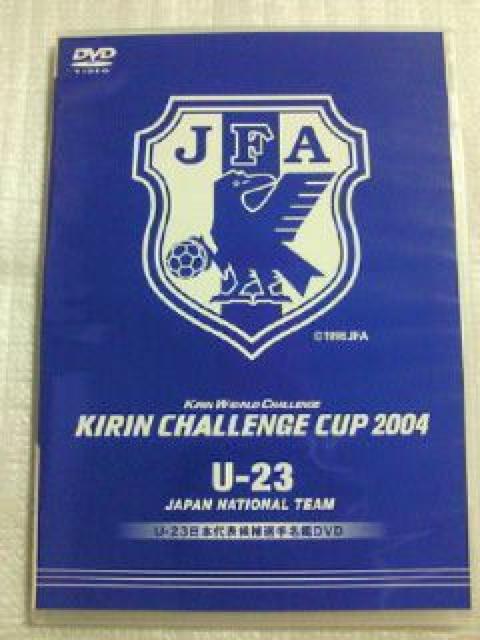 DVD
VIDEO
JFA
©1996 JFA
KIRIN WORLD CHALLENGE
KIRIN CHALLENGE CUP 2004
U-23
JAPAN NATIONAL TEAM
U-23日本代表候補選手名鑑DVD